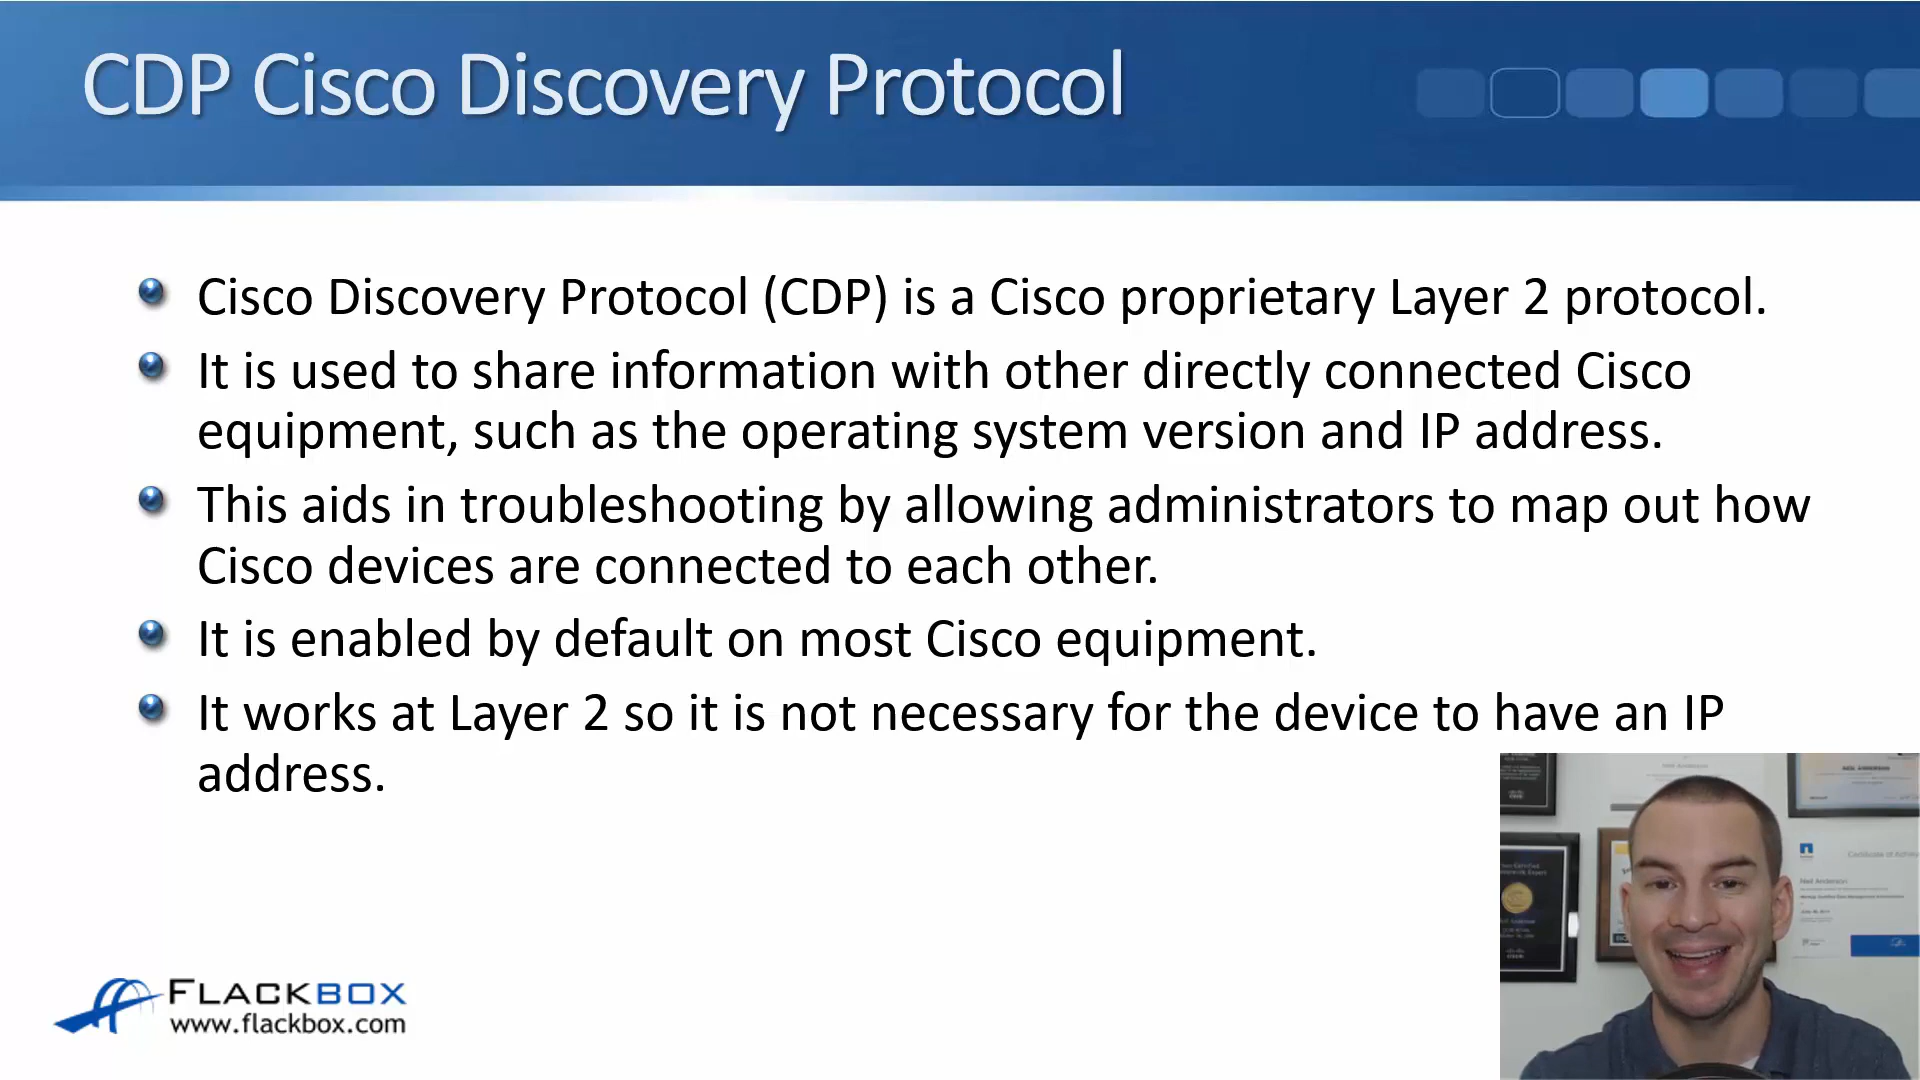 CDP Cisco Discovery Protocol
Cisco Discovery Protocol (CDP) is a Cisco proprietary Layer 2 protocol.
It is used to share information with other directly connected Cisco
equipment, such as the operating system version and IP address.
This aids in troubleshooting by allowing administrators to map out how
Cisco devices are connected to each other.
It is enabled by default on most Cisco equipment.
It works at Layer 2 so it is not necessary for the device to have an IP
address.
FLACKBOX
www.flackbox.com
Neil Anderson